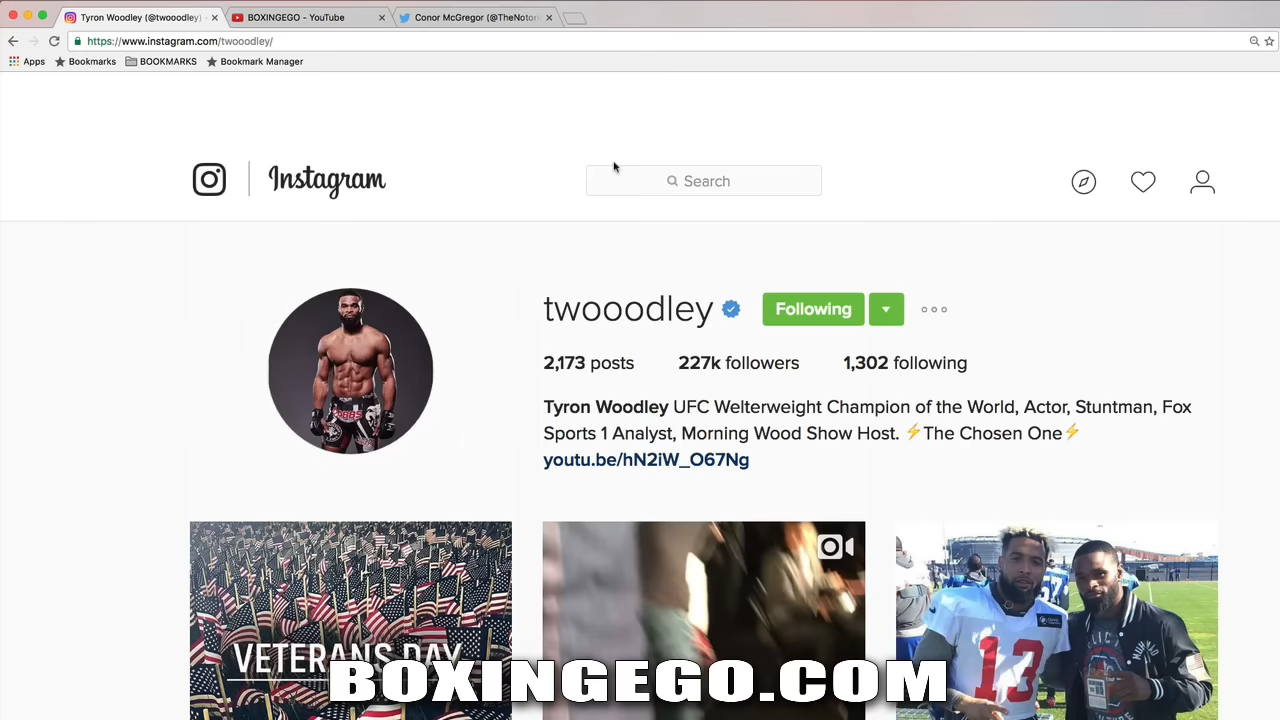 Tyron Woodley (@twooodley)
BOXINGEGO - YouTube
Conor McGregor (@TheNotori
https://www.instagram.com/twooodley/
Apps
Bookmarks
BOOKMARKS
Bookmark Manager
Instagram
Search
twooodley
Following
2,173 posts
227k followers
1,302 following
Tyron Woodley UFC Welterweight Champion of the World, Actor, Stuntman, Fox
Sports 1 Analyst, Morning Wood Show Host. ⚡The Chosen One⚡
youtu.be/hN2iW_O67Ng
13
VETERANS DAY
BOXINGEGO.COM